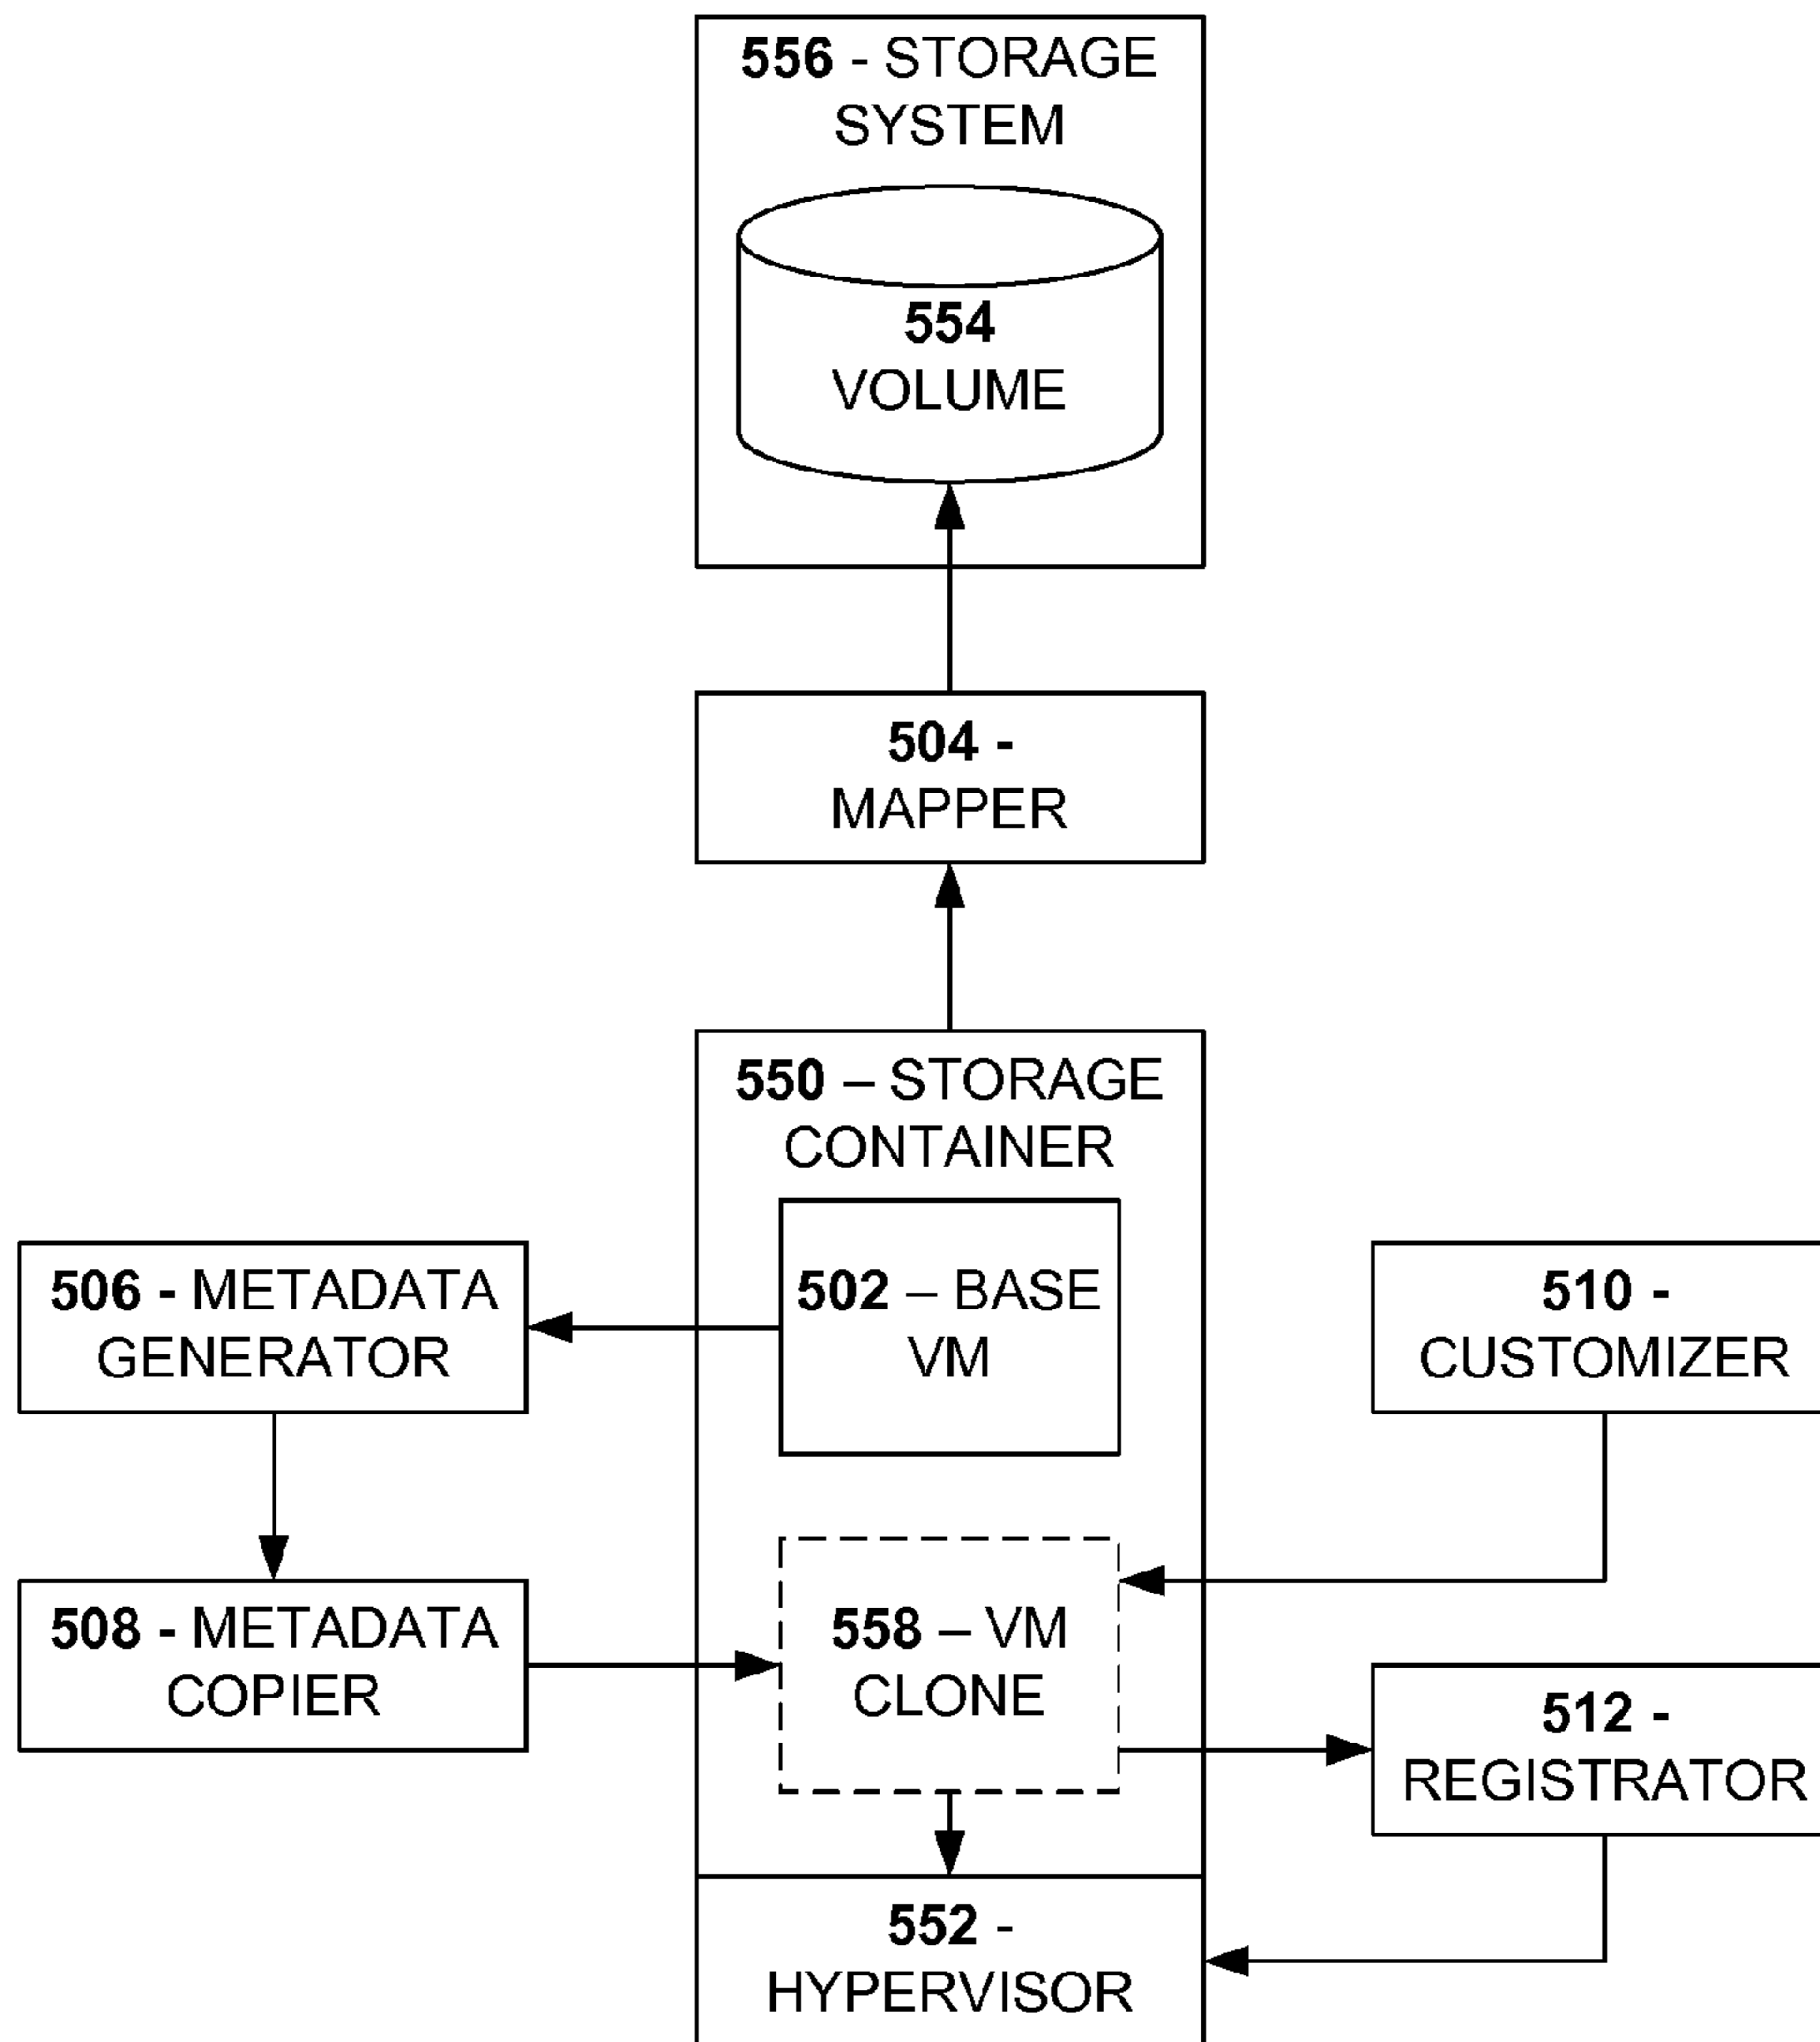 556 - STORAGE
SYSTEM
554
VOLUME
504 -
MAPPER
550 – STORAGE
CONTAINER
506 - METADATA
GENERATOR
502 – BASE
VM
510 -
CUSTOMIZER
508 - METADATA
COPIER
558 – VM
CLONE
512 -
REGISTRATOR
552 -
HYPERVISOR